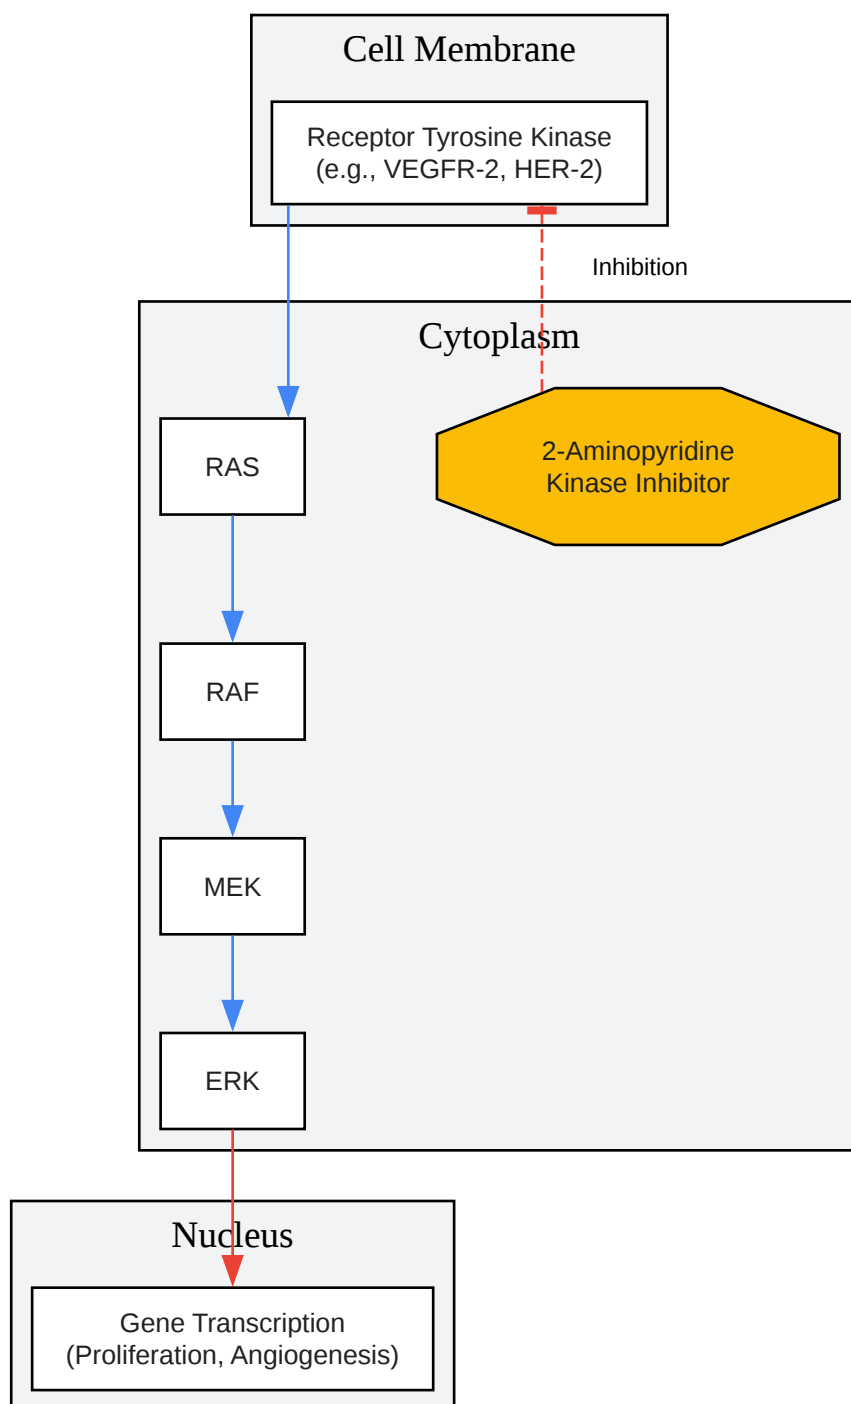 Cell Membrane
Receptor Tyrosine Kinase
(e.g., VEGFR-2, HER-2)
Inhibition
Cytoplasm
RAS
2-Aminopyridine
Kinase Inhibitor
RAF
MEK
ERK
Nucleus
Gene Transcription
(Proliferation, Angiogenesis)